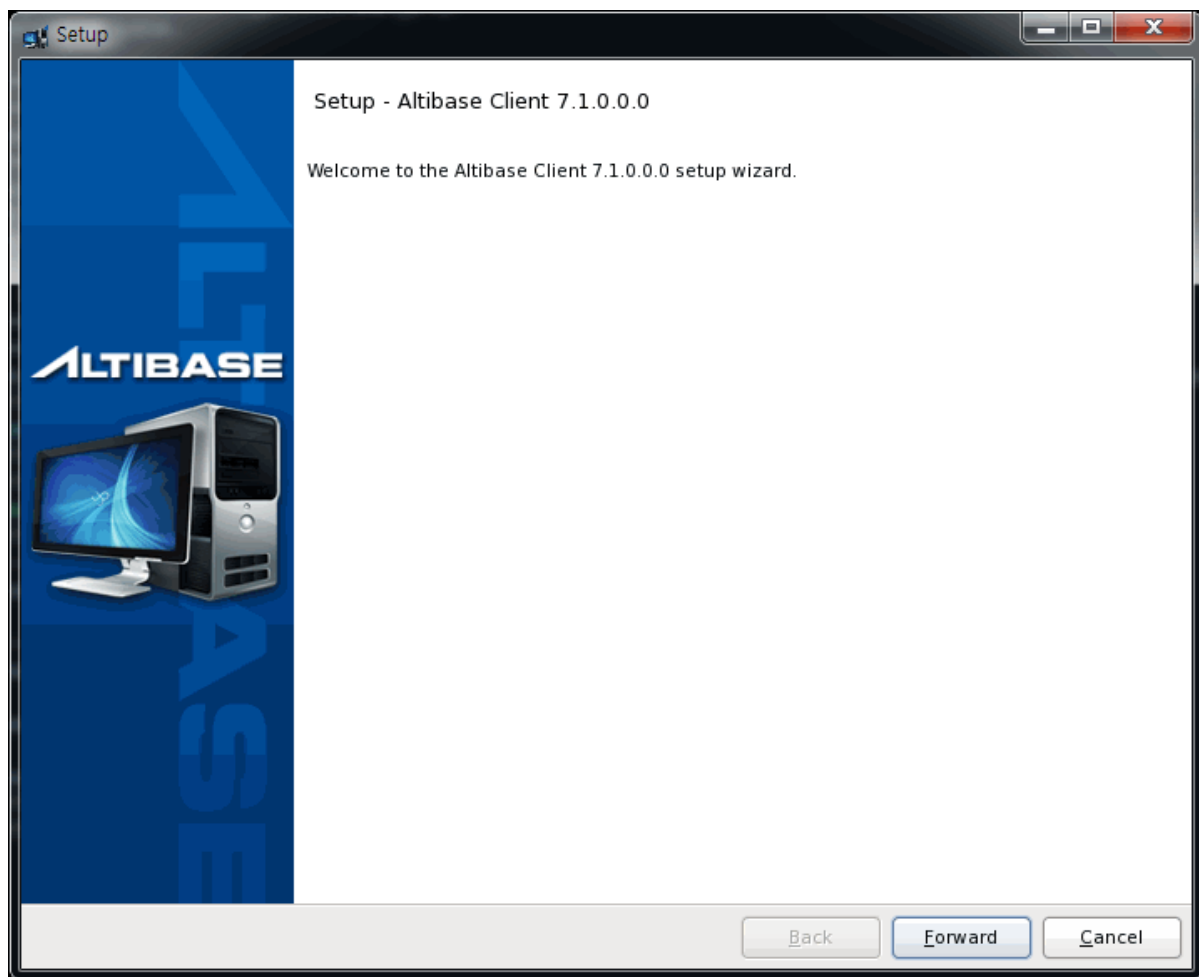 Setup
Setup - Altibase Client 7.1.0.0.0
Welcome to the Altibase Client 7.1.0.0.0 setup wizard.
ALTIBASE
ALTIBASE
Back
Forward
Cancel